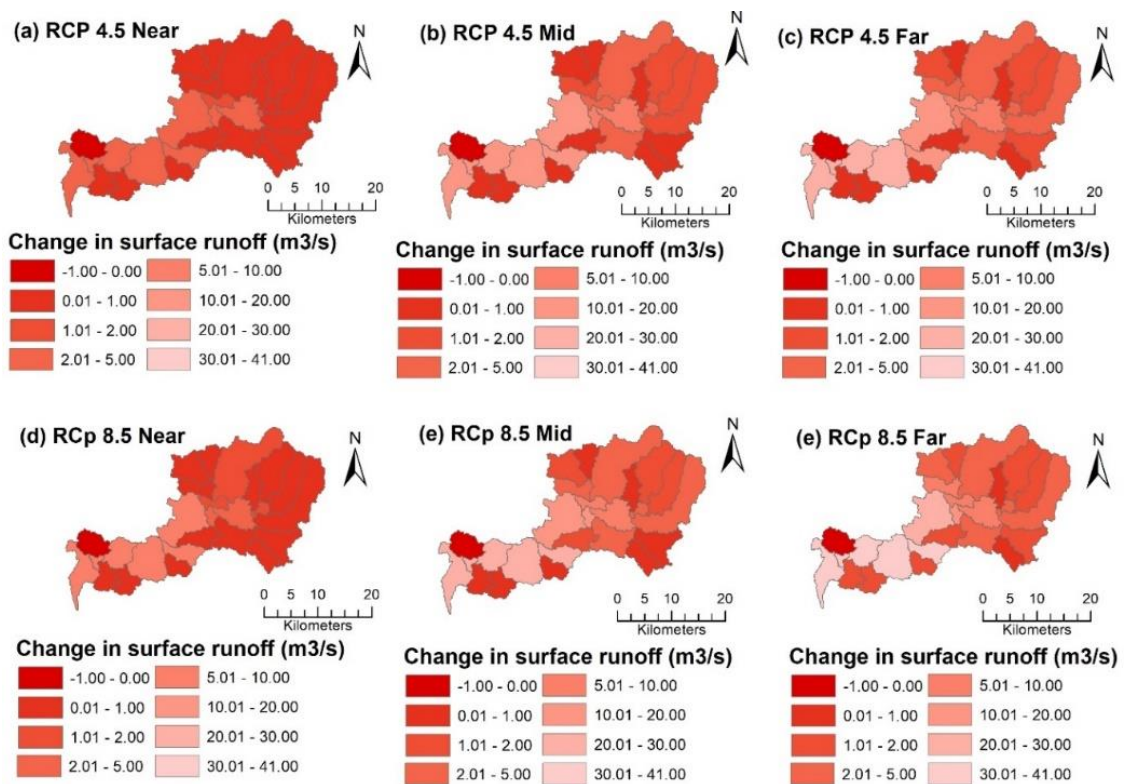 (a) RCP 4.5 Near
N
0 5 10 20
Kilometers
Change in surface runoff (m3/s)
-1.00 - 0.00 5.01 - 10.00
0.01 - 1.00 10.01 - 20.00
1.01 - 2.00 20.01 - 30.00
2.01 - 5.00 30.01 - 41.00
(b) RCP 4.5 Mid
N
0 5 10 20
Kilometers
Change in surface runoff (m3/s)
-1.00 - 0.00 5.01 - 10.00
0.01 - 1.00 10.01 - 20.00
1.01 - 2.00 20.01 - 30.00
2.01 - 5.00 30.01 - 41.00
(c) RCP 4.5 Far
N
0 5 10 20
Kilometers
Change in surface runoff (m3/s)
-1.00 - 0.00 5.01 - 10.00
0.01 - 1.00 10.01 - 20.00
1.01 - 2.00 20.01 - 30.00
2.01 - 5.00 30.01 - 41.00
(d) RCp 8.5 Near
N
0 5 10 20
Kilometers
Change in surface runoff (m3/s)
-1.00 - 0.00 5.01 - 10.00
0.01 - 1.00 10.01 - 20.00
1.01 - 2.00 20.01 - 30.00
2.01 - 5.00 30.01 - 41.00
(e) RCp 8.5 Mid
N
0 5 10 20
Kilometers
Change in surface runoff (m3/s)
-1.00 - 0.00 5.01 - 10.00
0.01 - 1.00 10.01 - 20.00
1.01 - 2.00 20.01 - 30.00
2.01 - 5.00 30.01 - 41.00
(e) RCp 8.5 Far
N
0 5 10 20
Kilometers
Change in surface runoff (m3/s)
-1.00 - 0.00 5.01 - 10.00
0.01 - 1.00 10.01 - 20.00
1.01 - 2.00 20.01 - 30.00
2.01 - 5.00 30.01 - 41.00